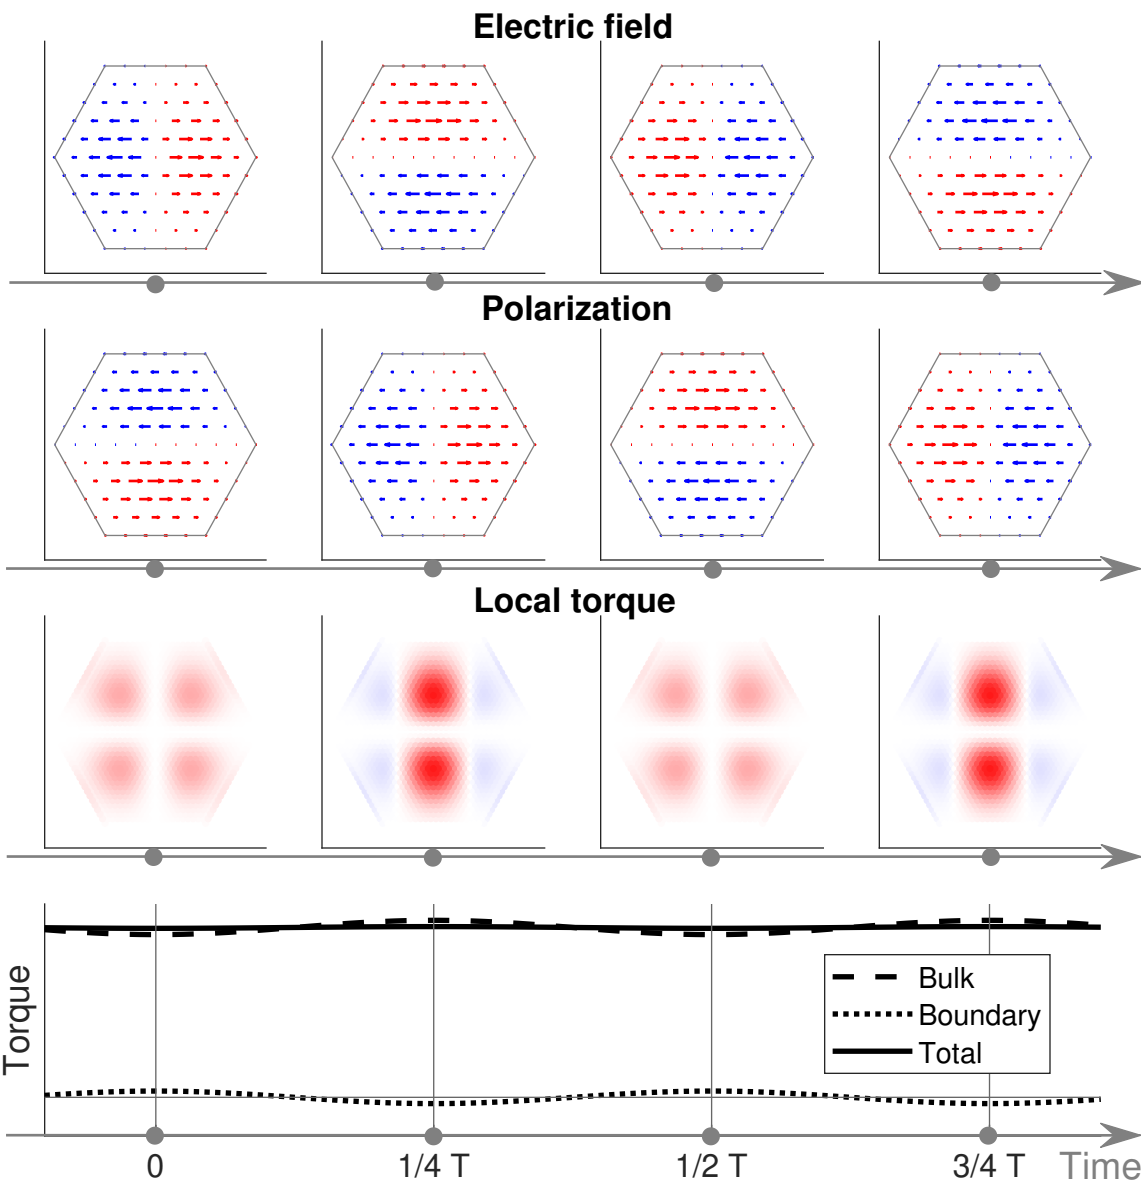 Electric field
Polarization
Local torque
Torque
Bulk
Boundary
Total
0
1/4 T
1/2 T
3/4 T
Time